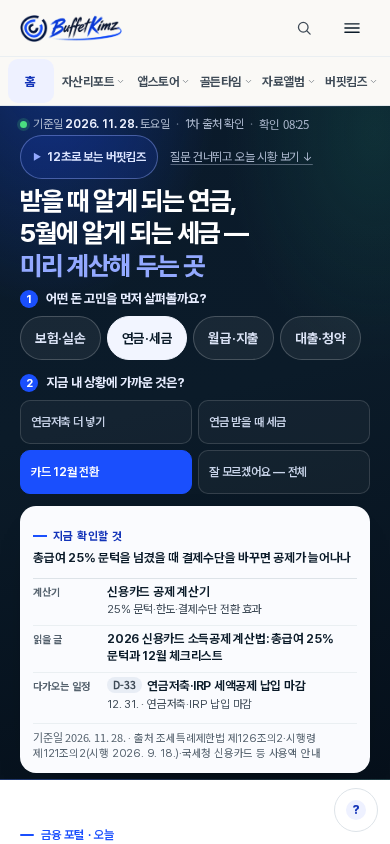 BuffetKimz
홈 자산리포트 앱스토어 골든타임 자료앨범 버핏킴즈
기준일 2026. 11. 28. 토요일 · 1차 출처 확인 · 확인 08:25
▶ 12초로 보는 버핏킴즈 질문 건너뛰고 오늘 시황 보기 ↓
받을 때 알게 되는 연금,
5월에 알게 되는 세금 —
미리 계산해 두는 곳
1 어떤 돈 고민을 먼저 살펴볼까요?
보험·실손 연금·세금 월급·지출 대출·청약
2 지금 내 상황에 가까운 것은?
연금저축 더 넣기 연금 받을 때 세금
카드 12월 전환 잘 모르겠어요 — 전체
지금 확인할 것
총급여 25% 문턱을 넘겼을 때 결제수단을 바꾸면 공제가 늘어나나
계산기 신용카드 공제 계산기
25% 문턱·한도·결제수단 전환 효과
읽을 글 2026 신용카드 소득공제 계산법: 총급여 25%
문턱과 12월 체크리스트
다가오는 일정 D-33 연금저축·IRP 세액공제 납입 마감
12. 31. · 연금저축·IRP 납입 마감
기준일 2026. 11. 28. · 출처 조세특례제한법 제126조의2·시행령
제121조의2(시행 2026. 9. 18.)·국세청 신용카드 등 사용액 안내
?
금융 포털 · 오늘